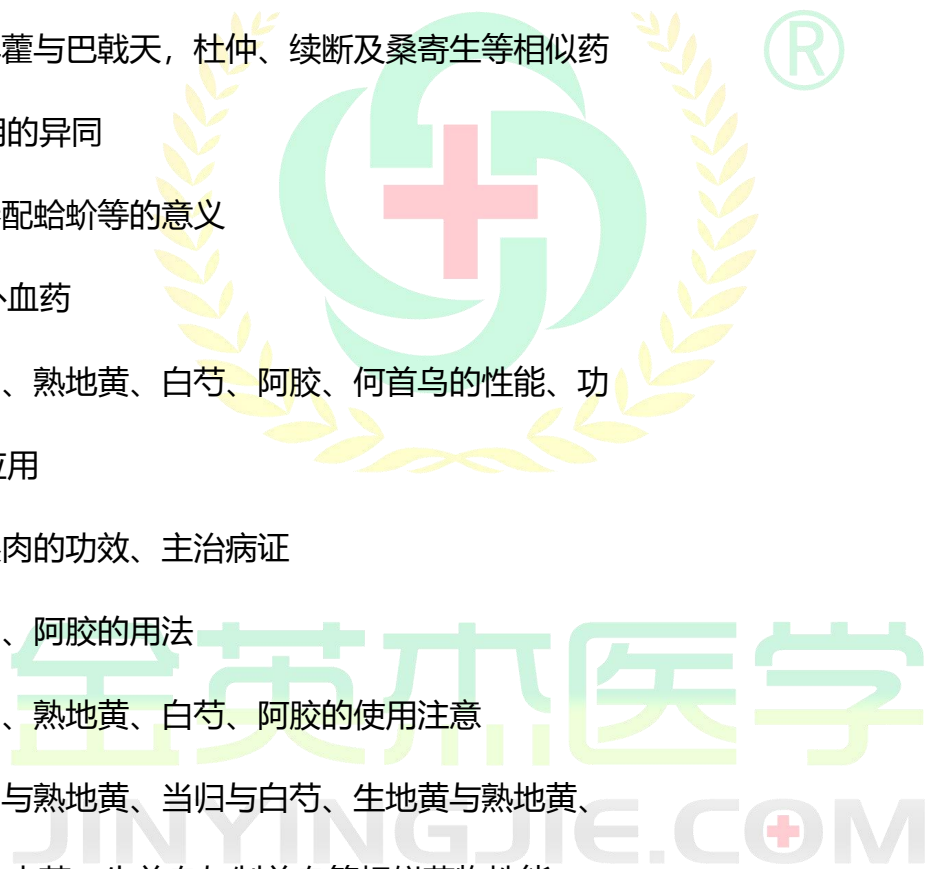 藿与巴戟天，杜仲、续断及桑寄生等相似药
的异同
配蛤蚧等的意义
血药
、熟地黄、白芍、阿胶、何首乌的性能、功
应用
肉的功效、主治病证
、阿胶的用法
、熟地黄、白芍、阿胶的使用注意
与熟地黄、当归与白芍、生地黄与熟地黄、
®
金英杰医学
JINYINGJIE.COM